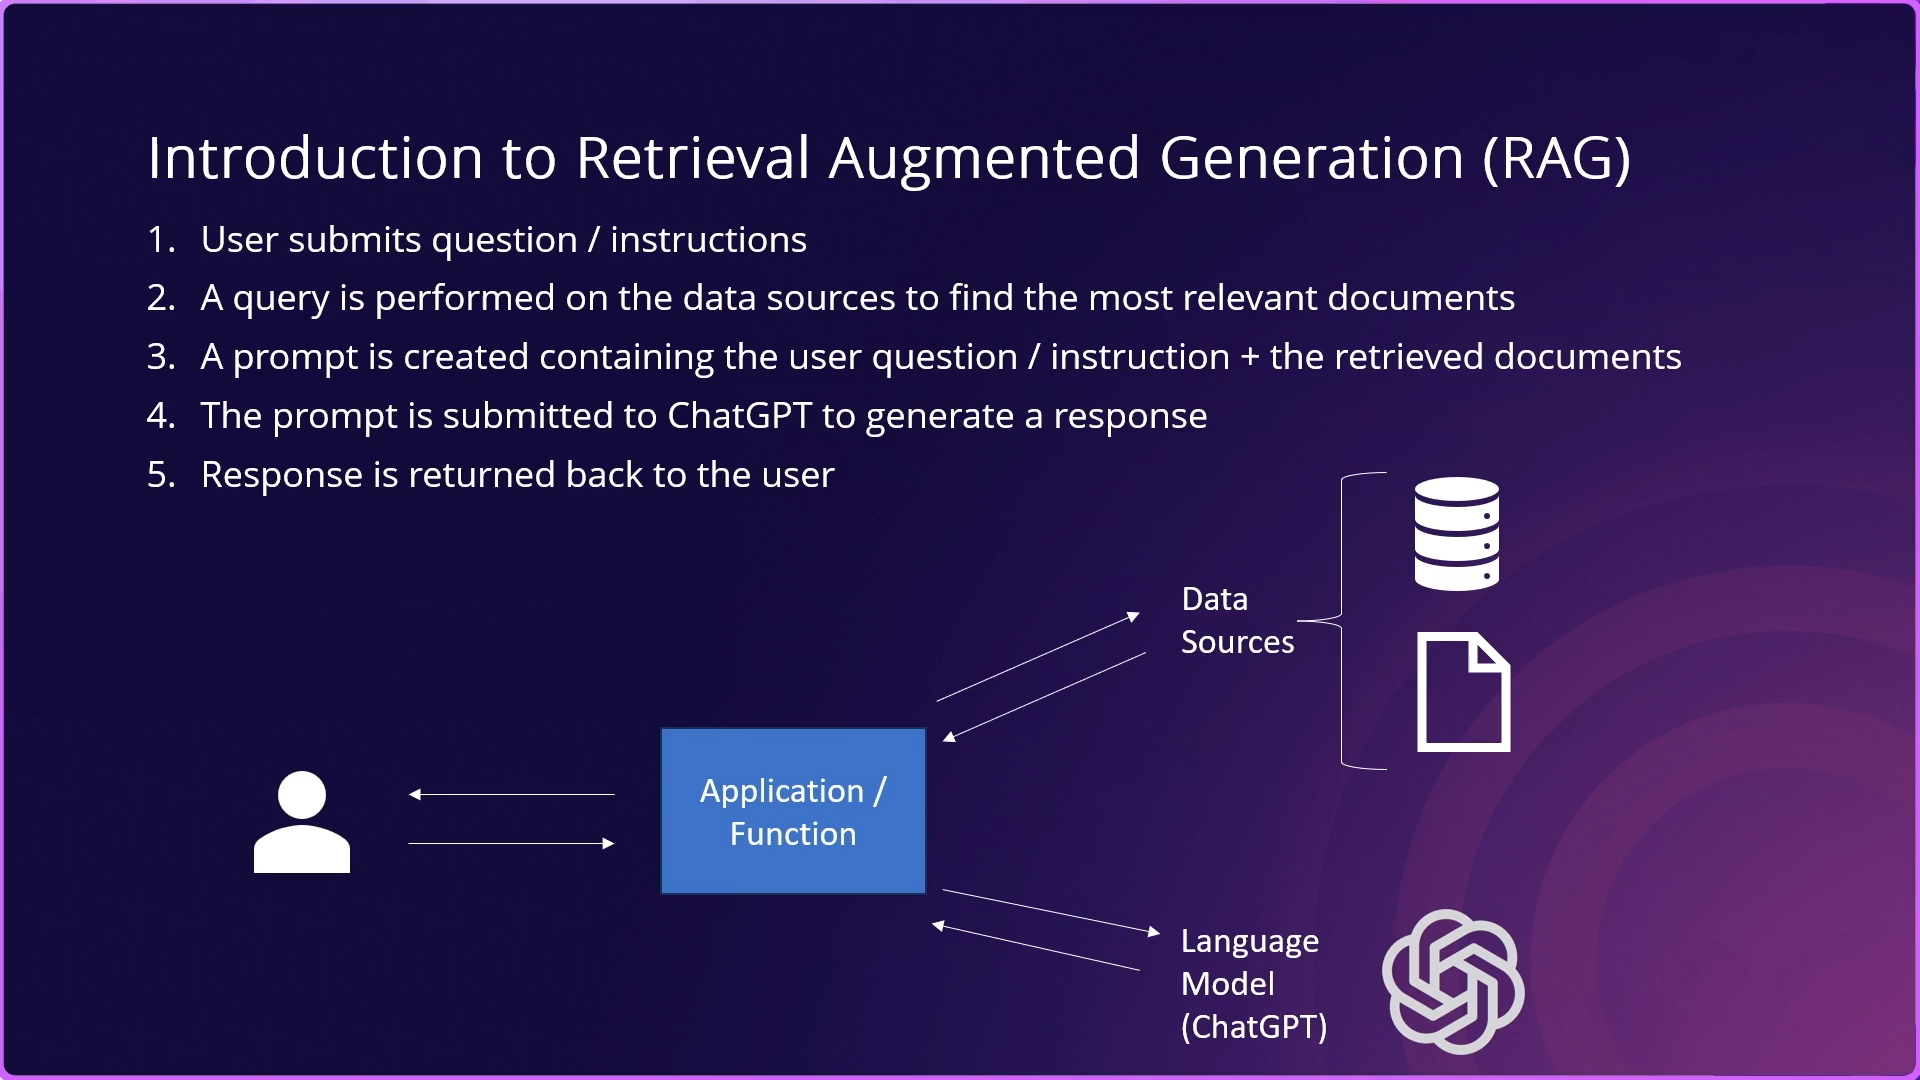 Introduction to Retrieval Augmented Generation (RAG)
1. User submits question / instructions
2. A query is performed on the data sources to find the most relevant documents
3. A prompt is created containing the user question / instruction + the retrieved documents
4. The prompt is submitted to ChatGPT to generate a response
5. Response is returned back to the user
Data
Sources
Application /
Function
Language
Model
(ChatGPT)